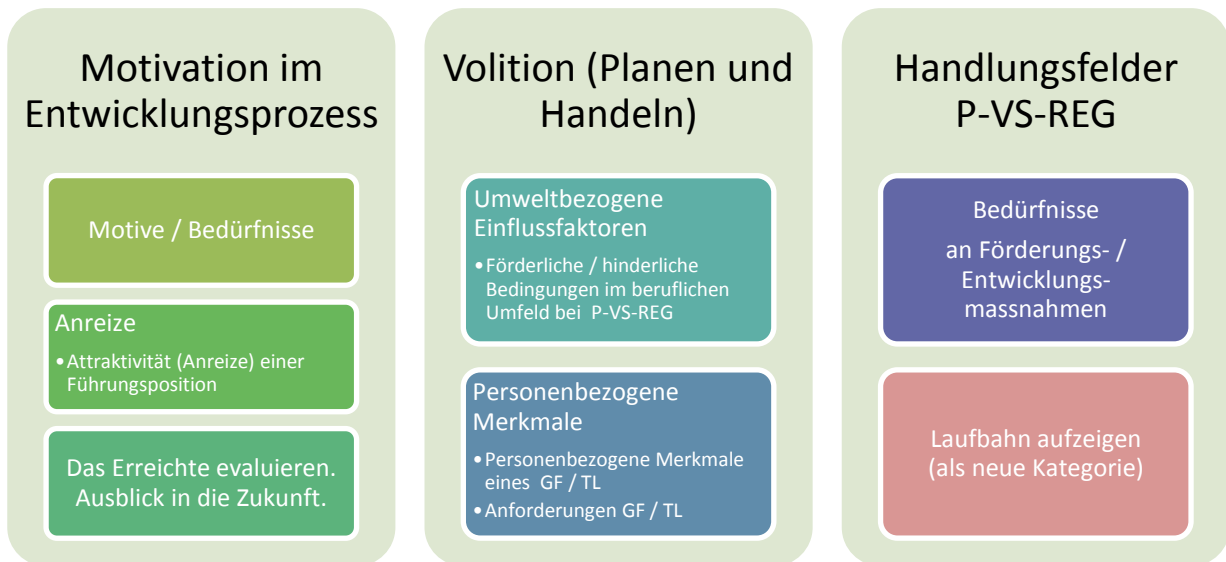 Motivation im
Entwicklungsprozess
Motive / Bedürfnisse
Anreize
•Attraktivität (Anreize) einer
Führungsposition
Das Erreichte evaluieren.
Ausblick in die Zukunft.
Volition (Planen und
Handeln)
Umweltbezogene
Einflussfaktoren
•Förderliche / hinderliche
Bedingungen im beruflichen
Umfeld bei P-VS-REG
Personenbezogene
Merkmale
•Personenbezogene Merkmale
eines GF / TL
•Anforderungen GF / TL
Handlungsfelder
P-VS-REG
Bedürfnisse
an Förderungs- /
Entwicklungs-
massnahmen
Laufbahn aufzeigen
(als neue Kategorie)